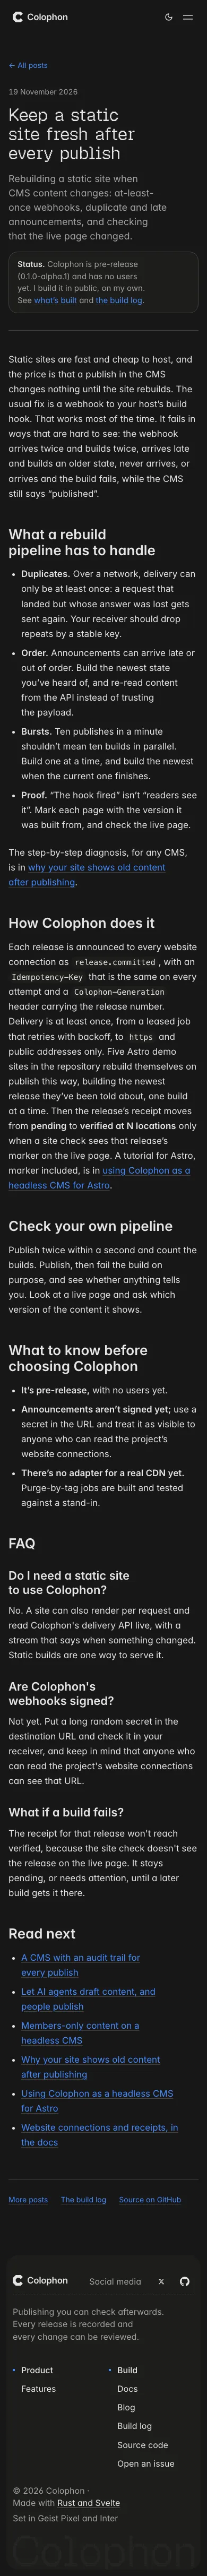 Colophon
← All posts
19 November 2026
Keep a static
site fresh after
every publish
Rebuilding a static site when
CMS content changes: at-least-
once webhooks, duplicate and late
announcements, and checking
that the live page changed.
Status. Colophon is pre-release
(0.1.0-alpha.1) and has no users
yet. I build it in public, on my own.
See what's built and the build log.
Static sites are fast and cheap to host, and
the price is that a publish in the CMS
changes nothing until the site rebuilds. The
usual fix is a webhook to your host's build
hook. That works most of the time. It fails in
ways that are hard to see: the webhook
arrives twice and builds twice, arrives late
and builds an older state, never arrives, or
arrives and the build fails, while the CMS
still says “published”.
What a rebuild
pipeline has to handle
• Duplicates. Over a network, delivery can
only be at least once: a request that
landed but whose answer was lost gets
sent again. Your receiver should drop
repeats by a stable key.
• Order. Announcements can arrive late or
out of order. Build the newest state
you've heard of, and re-read content
from the API instead of trusting
the payload.
• Bursts. Ten publishes in a minute
shouldn't mean ten builds in parallel.
Build one at a time, and build the newest
when the current one finishes.
• Proof. “The hook fired” isn't “readers see
it”. Mark each page with the version it
was built from, and check the live page.
The step-by-step diagnosis, for any CMS,
is in why your site shows old content
after publishing.
How Colophon does it
Each release is announced to every website
connection as release.committed, with an
Idempotency-Key that is the same on every
attempt and a Colophon-Generation
header carrying the release number.
Delivery is at least once, from a leased job
that retries with backoff, to https and
public addresses only. Five Astro demo
sites in the repository rebuild themselves on
publish this way, building the newest
release they've been told about, one build
at a time. Then the release's receipt moves
from pending to verified at N locations only
when a site check sees that release's
marker on the live page. A tutorial for Astro,
marker included, is in using Colophon as a
headless CMS for Astro.
Check your own pipeline
Publish twice within a second and count the
builds. Publish, then fail the build on
purpose, and see whether anything tells
you. Look at a live page and ask which
version of the content it shows.
What to know before
choosing Colophon
• It's pre-release, with no users yet.
• Announcements aren't signed yet; use a
secret in the URL and treat it as visible to
anyone who can read the project's
website connections.
• There's no adapter for a real CDN yet.
Purge-by-tag jobs are built and tested
against a stand-in.
FAQ
Do I need a static site
to use Colophon?
No. A site can also render per request and
read Colophon's delivery API live, with a
stream that says when something changed.
Static builds are one way to serve it.
Are Colophon's
webhooks signed?
Not yet. Put a long random secret in the
destination URL and check it in your
receiver, and keep in mind that anyone who
can read the project's website connections
can see that URL.
What if a build fails?
The receipt for that release won't reach
verified, because the site check doesn't see
the release on the live page. It stays
pending, or needs attention, until a later
build gets it there.
Read next
• A CMS with an audit trail for
every publish
• Let AI agents draft content, and
people publish
• Members-only content on a
headless CMS
• Why your site shows old content
after publishing
• Using Colophon as a headless CMS
for Astro
• Website connections and receipts, in
the docs
More posts The build log Source on GitHub
Colophon Social media
Publishing you can check afterwards.
Every release is recorded and
every change can be reviewed.
Product Build
Features Docs
Blog
Build log
Source code
Open an issue
© 2026 Colophon ·
Made with Rust and Svelte
Set in Geist Pixel and Inter
Colophon